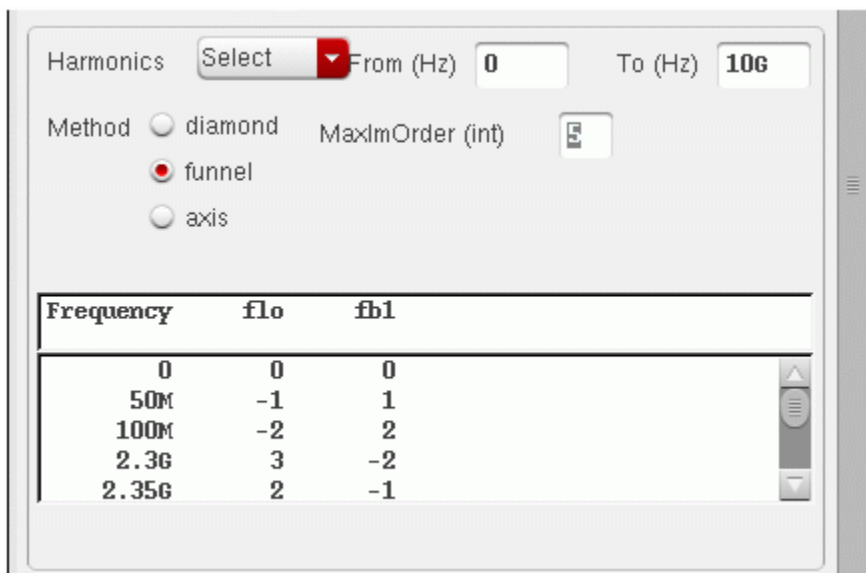 Harmonics Select From (Hz) 0 To (Hz) 10G
Method diamond MaxImOrder (int) 5
funnel
axis
Frequency flo fb1
0 0 0
50M -1 1
100M -2 2
2.3G 3 -2
2.35G 2 -1